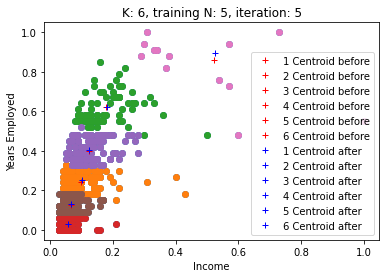 K: 6, training N: 5, iteration: 5
Years Employed
1.0
0.8
0.6
0.4
0.2
0.0
1 Centroid before
2 Centroid before
3 Centroid before
4 Centroid before
5 Centroid before
6 Centroid before
1 Centroid after
2 Centroid after
3 Centroid after
4 Centroid after
5 Centroid after
6 Centroid after
0.0 0.2 0.4 0.6 0.8 1.0
Income